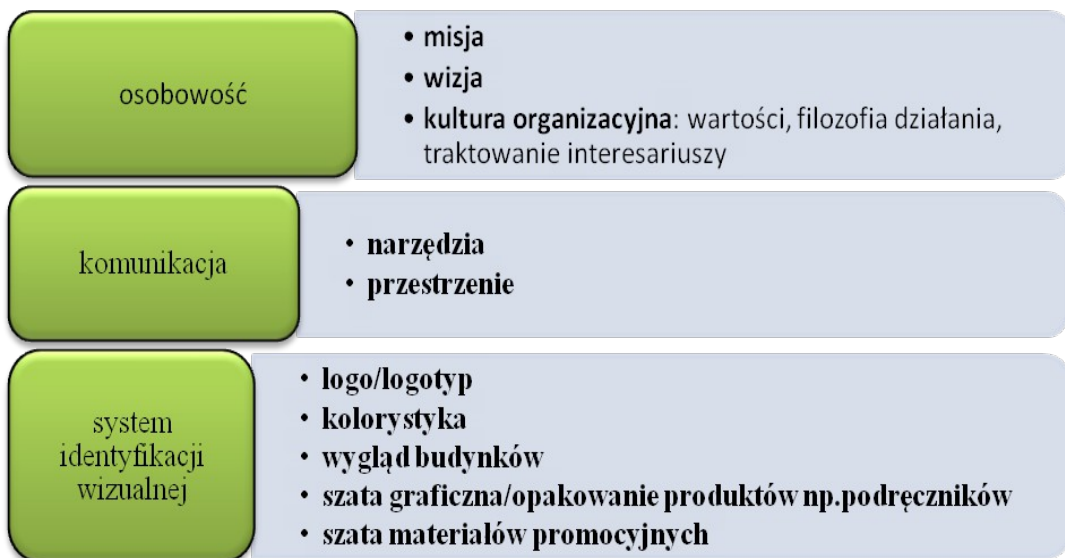 osobowość
• misja
• wizja
• kultura organizacyjna: wartości, filozofia działania,
traktowanie interesariuszy
komunikacja
• narzędzia
• przestrzenie
system
identyfikacji
wizualnej
• logo/logotyp
• kolorystyka
• wygląd budynków
• szata graficzna/opakowanie produktów np.podręczników
• szata materiałów promocyjnych